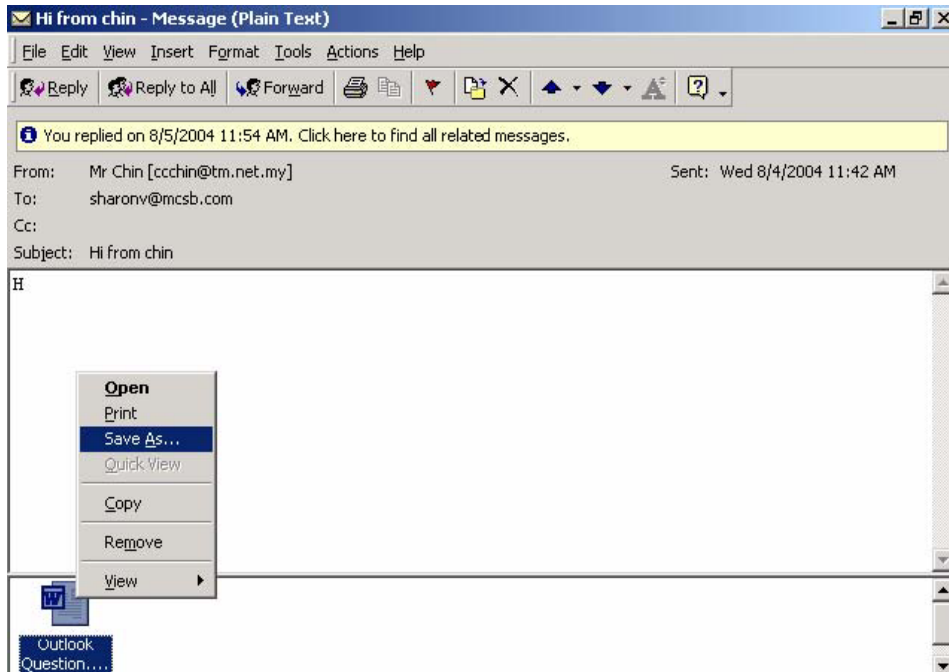 Hi from chin - Message (Plain Text)
File Edit View Insert Format Tools Actions Help
Reply Reply to All Forward
You replied on 8/5/2004 11:54 AM. Click here to find all related messages.
From: Mr Chin [ccchin@tm.net.my] Sent: Wed 8/4/2004 11:42 AM
To: sharonv@mcsb.com
Cc:
Subject: Hi from chin
H
Open
Print
Save As...
Quick View
Copy
Remove
View
Outlook
Question....